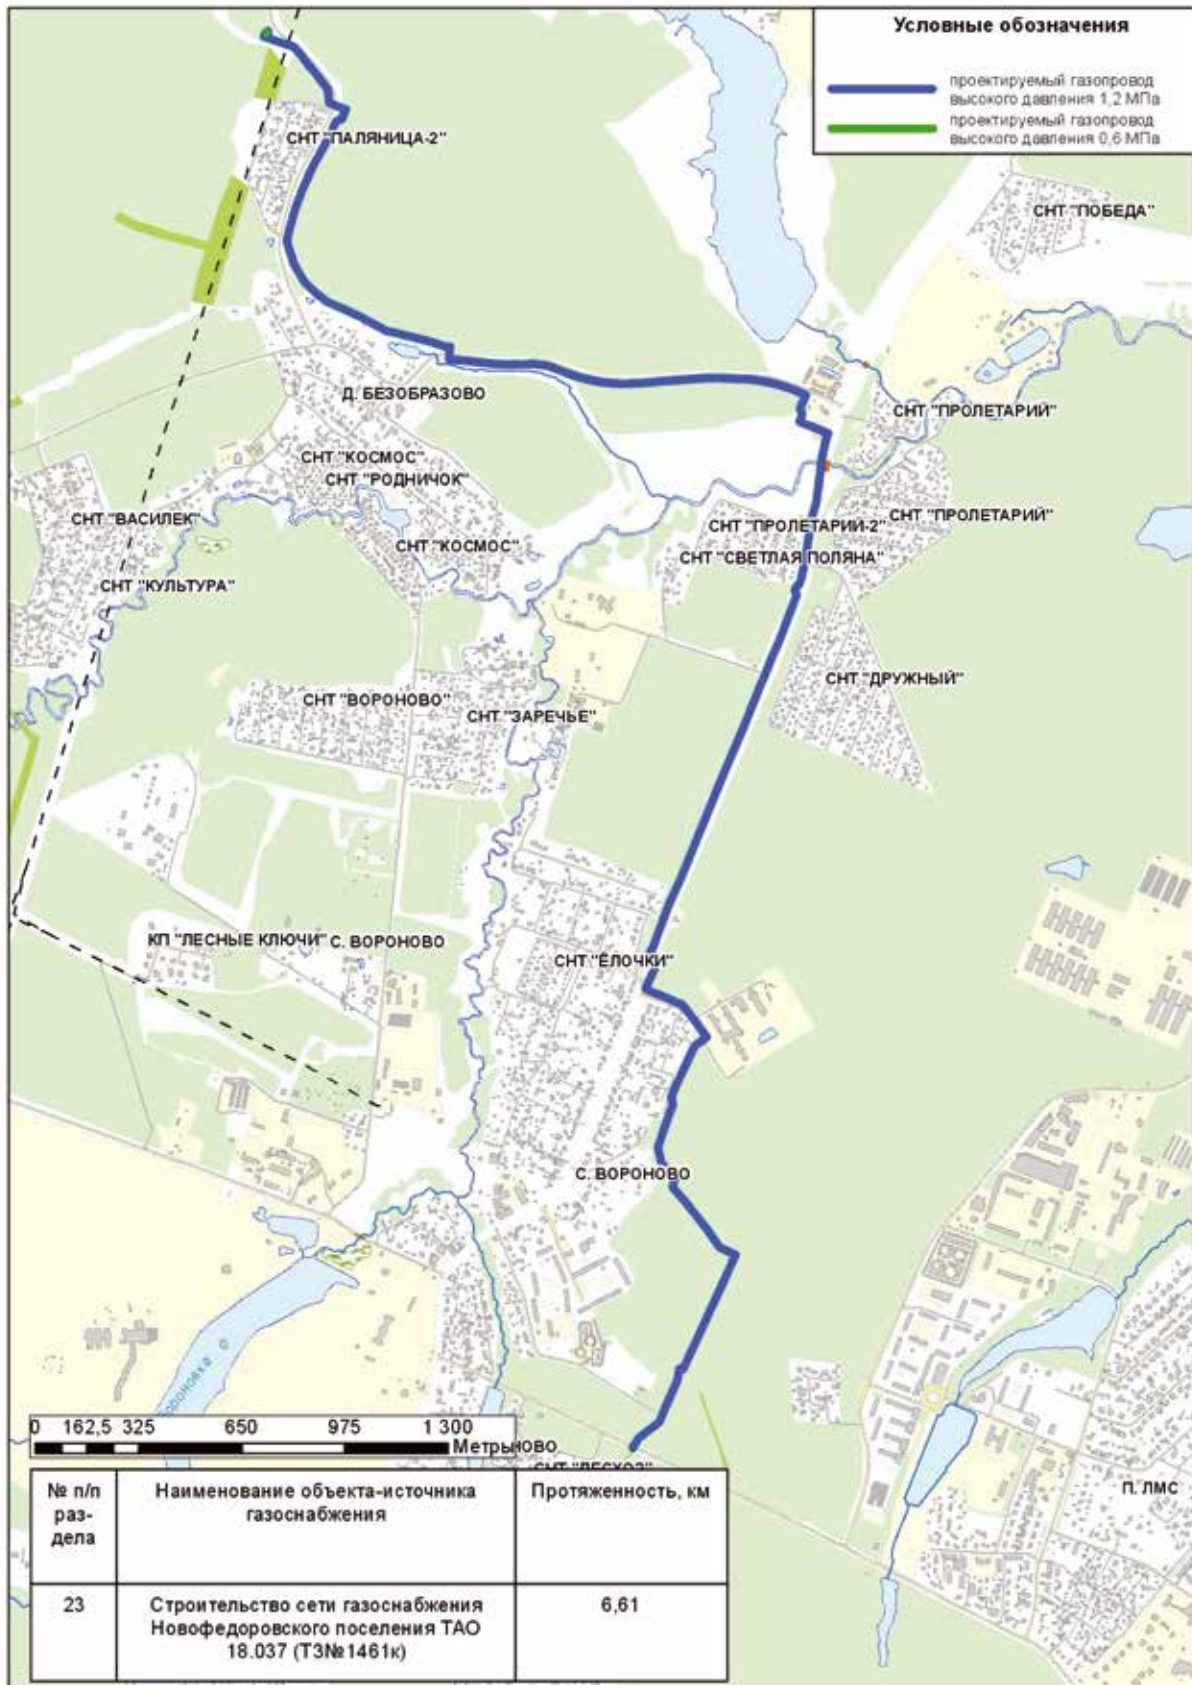 Условные обозначения
проектируемый газопровод
высокого давления 1,2 МПа
проектируемый газопровод
высокого давления 0,6 МПа
СНТ "ПАЛЯНИЦА-2"
СНТ "ПОБЕДА"
Д. БЕЗОБРАЗОВО
СНТ "ПРОЛЕТАРИЙ"
СНТ "КОСМОС"
СНТ "РОДНИЧОК"
СНТ "ВАСИЛЕК"
СНТ "ПРОЛЕТАРИЙ-2"
СНТ "ПРОЛЕТАРИЙ"
СНТ "КОСМОС"
СНТ "СВЕТЛАЯ ПОЛЯНА"
СНТ "КУЛЬТУРА"
СНТ "ДРУЖНЫЙ"
СНТ "ВОРОНОВО"
СНТ "ЗАРЕЧЬЕ"
КП "ЛЕСНЫЕ КЛЮЧИ"
С. ВОРОНОВО
СНТ "ЁЛОЧКИ"
С. ВОРОНОВО
0 162,5 325 650 975 1 300
Метры
СНТ "ЛЕСХОЗ"
П. ЛМС
№ п/п
раз-
дела
Наименование объекта-источника
газоснабжения
Протяженность, км
23
Строительство сети газоснабжения
Новофедоровского поселения ТАО
18.037 (ТЗ№1461к)
6,61